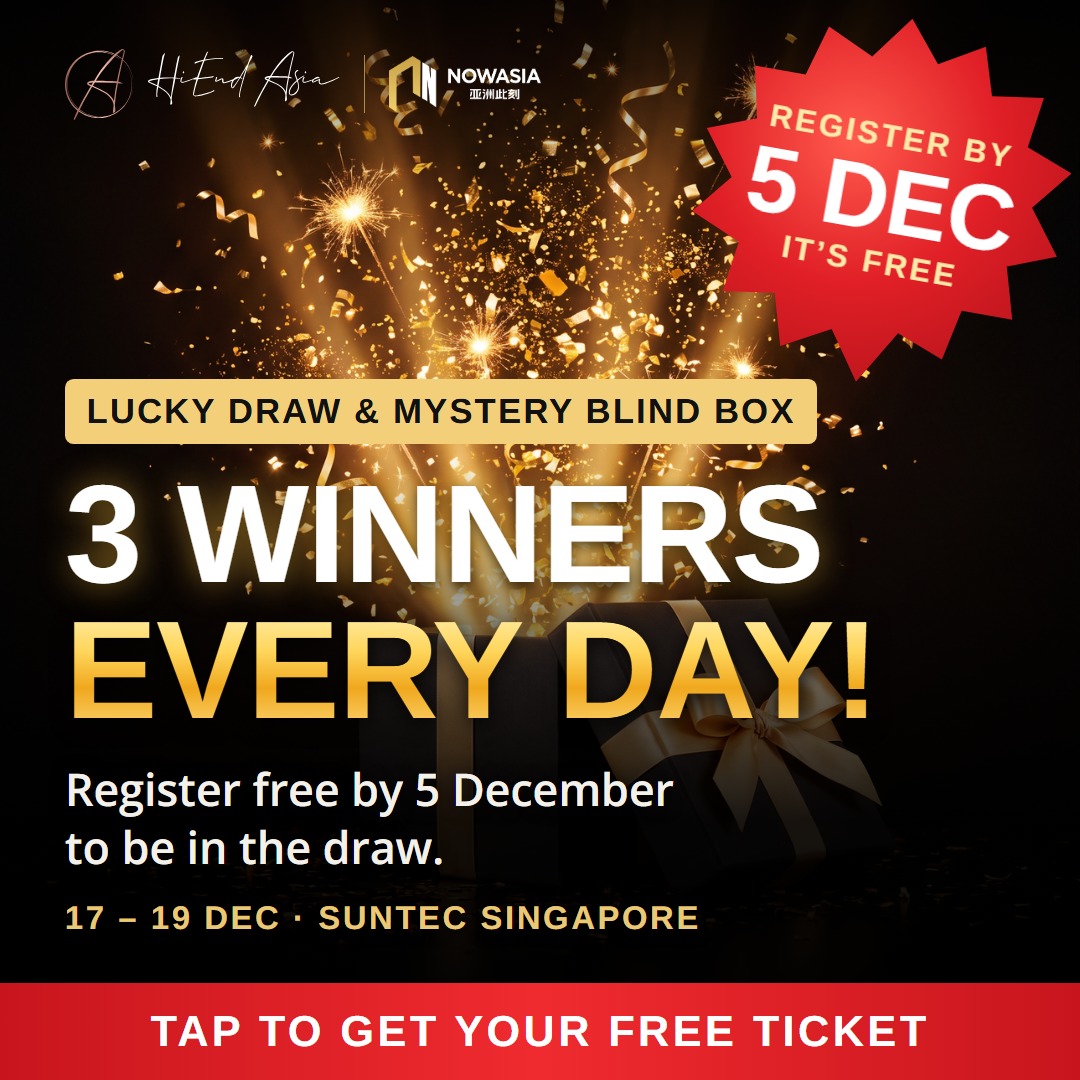 HiEnd Asia
NOWASIA
亚洲此刻
REGISTER BY
5 DEC
IT’S FREE
LUCKY DRAW & MYSTERY BLIND BOX
3 WINNERS
EVERY DAY!
Register free by 5 December
to be in the draw.
17 – 19 DEC · SUNTEC SINGAPORE
TAP TO GET YOUR FREE TICKET